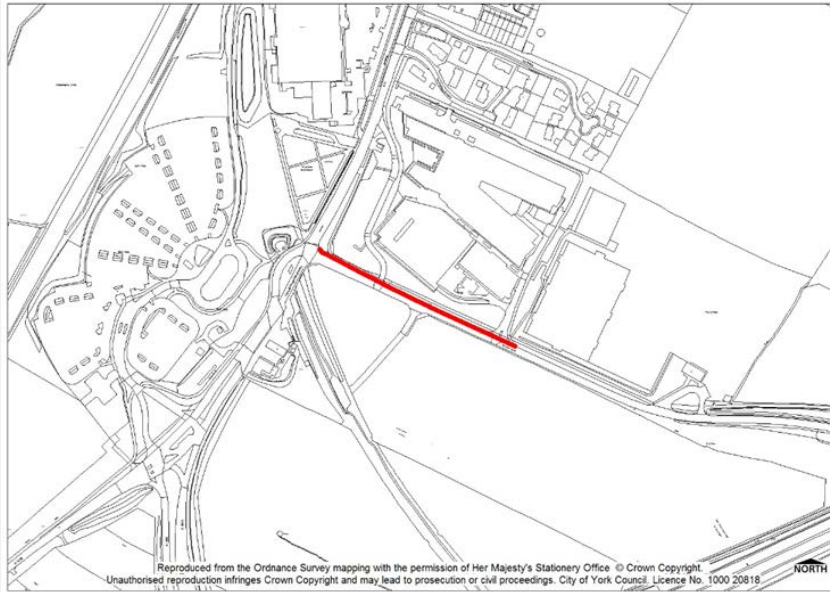 Reproduced from the Ordnance Survey mapping with the permission of Her Majesty's Stationery Office © Crown Copyright.
Unauthorised reproduction infringes Crown Copyright and may lead to prosecution or civil proceedings. City of York Council. Licence No. 1000 20818
NORTH